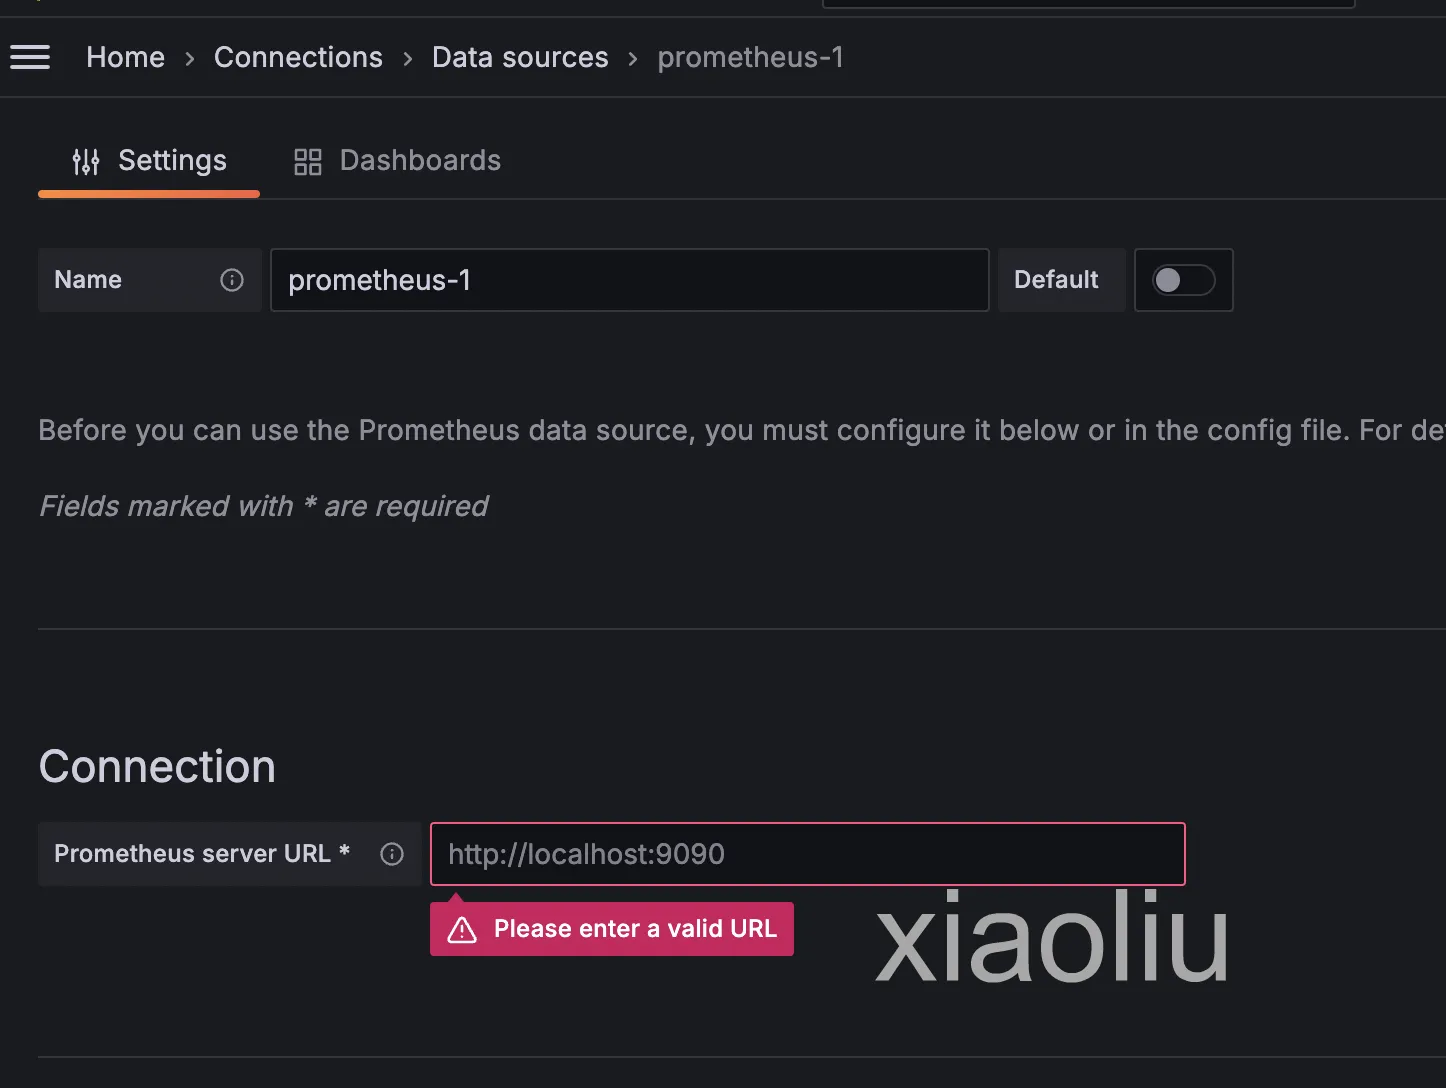 Home › Connections › Data sources › prometheus-1
Settings Dashboards
Name prometheus-1 Default
Before you can use the Prometheus data source, you must configure it below or in the config file. For de
Fields marked with * are required
Connection
Prometheus server URL * http://localhost:9090
Please enter a valid URL
xiaoliu